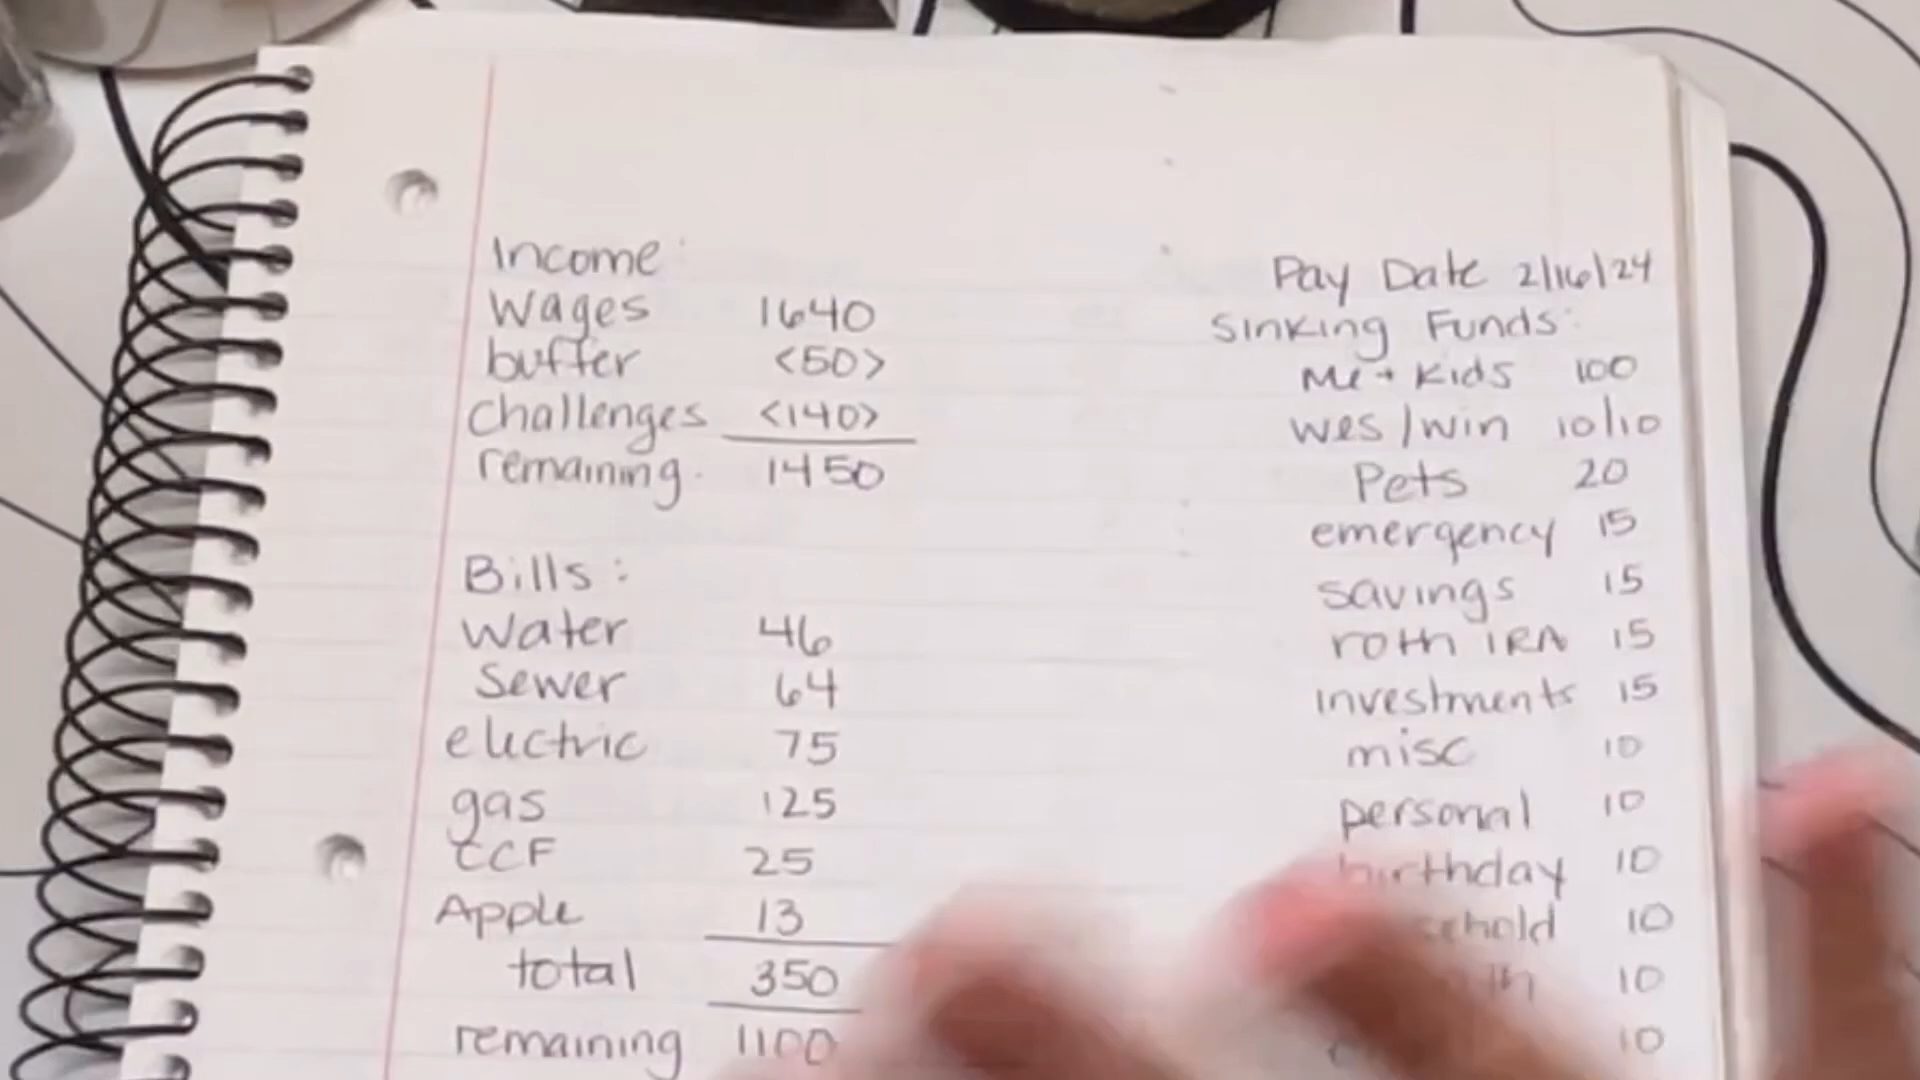 Income:
Wages 1640
buffer <50>
Challenges <140>
remaining. 1450
Bills:
Water 46
Sewer 64
electric 75
gas 125
CCF 25
Apple 13
total 350
remaining 1100
Pay Date 2/16/24
Sinking Funds:
Me + Kids 100
wes/win 10/10
Pets 20
emergency 15
savings 15
roth IRA 15
investments 15
misc 10
personal 10
birthday 10
10
10
10